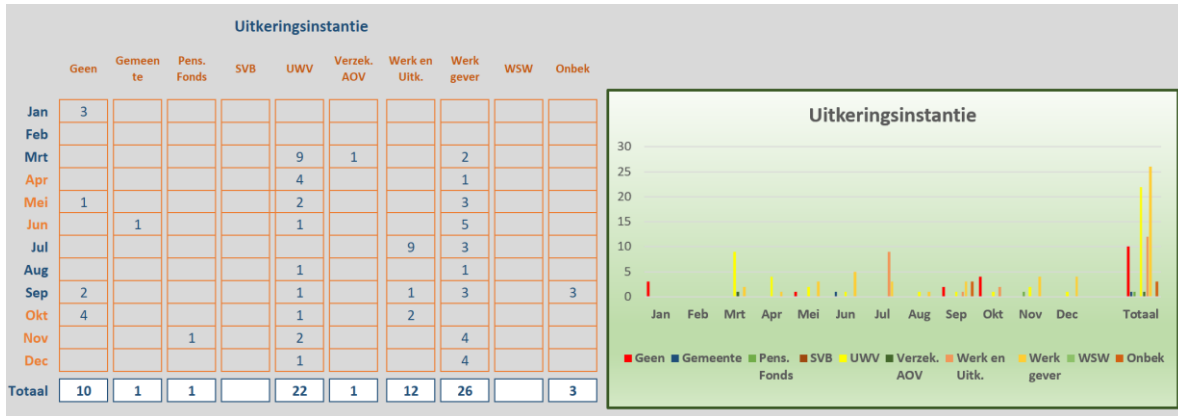 Uitkeringsinstantie
Geen Gemeen te Pens. Fonds SVB UWV Verzek. AOV Werk en Uitk. Werk gever WSW Onbek
Jan 3
Feb
Mrt 9 1 2
Apr 4 1
Mei 1 2 3
Jun 1 1 5
Jul 9 3
Aug 1 1
Sep 2 1 1 3 3
Okt 4 1 2
Nov 1 2 4
Dec 1 4
Totaal 10 1 1 22 1 12 26 3
Uitkeringsinstantie
30
25
20
15
10
5
0
Jan Feb Mrt Apr Mei Jun Jul Aug Sep Okt Nov Dec Totaal
Geen Gemeente Pens. Fonds SVB UWV Verzek. AOV Werk en Uitk. Werk gever WSW Onbek